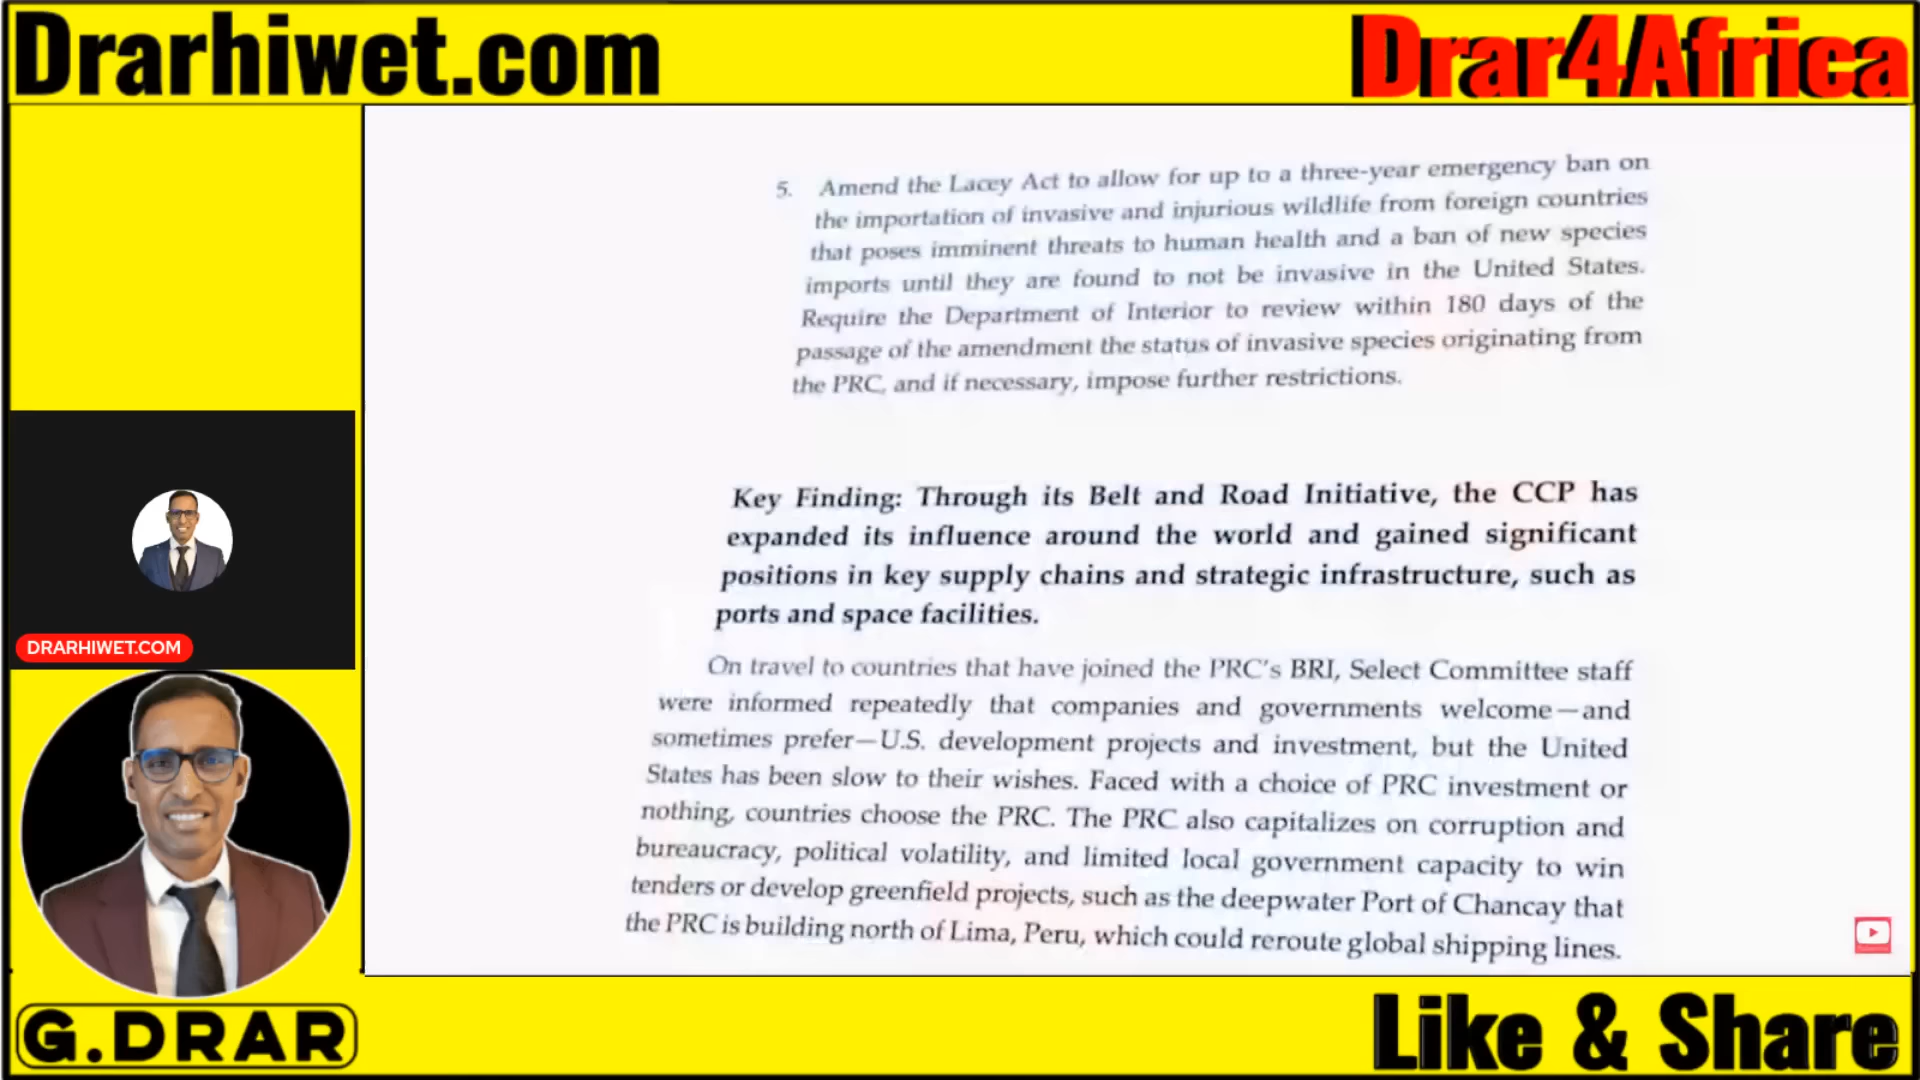 Drarhiwet.com
Drar4Africa
5. Amend the Lacey Act to allow for up to a three-year emergency ban on
the importation of invasive and injurious wildlife from foreign countries
that poses imminent threats to human health and a ban of new species
imports until they are found to not be invasive in the United States.
Require the Department of Interior to review within 180 days of the
passage of the amendment the status of invasive species originating from
the PRC, and if necessary, impose further restrictions.
Key Finding: Through its Belt and Road Initiative, the CCP has
expanded its influence around the world and gained significant
positions in key supply chains and strategic infrastructure, such as
ports and space facilities.
On travel to countries that have joined the PRC's BRI, Select Committee staff
were informed repeatedly that companies and governments welcome—and
sometimes prefer—U.S. development projects and investment, but the United
States has been slow to their wishes. Faced with a choice of PRC investment or
nothing, countries choose the PRC. The PRC also capitalizes on corruption and
bureaucracy, political volatility, and limited local government capacity to win
tenders or develop greenfield projects, such as the deepwater Port of Chancay that
the PRC is building north of Lima, Peru, which could reroute global shipping lines.
DRARHIWET.COM
G.DRAR
Like & Share